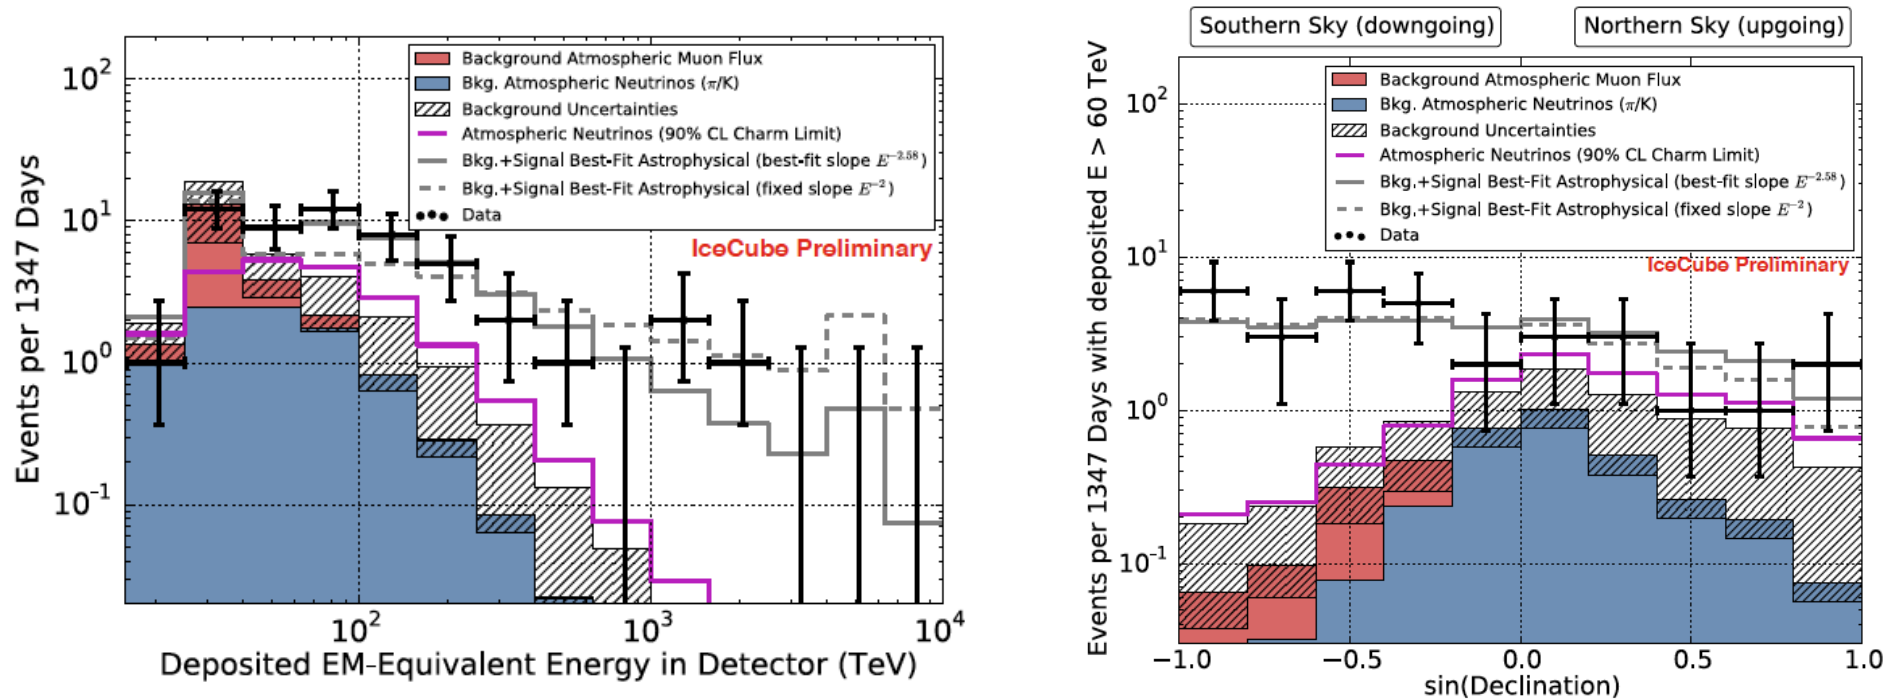 Background Atmospheric Muon Flux
Bkg. Atmospheric Neutrinos (π/K)
Background Uncertainties
Atmospheric Neutrinos (90% CL Charm Limit)
Bkg.+Signal Best-Fit Astrophysical (best-fit slope E^−2.58)
Bkg.+Signal Best-Fit Astrophysical (fixed slope E^−2)
Data
IceCube Preliminary
Events per 1347 Days
10^2
10^1
10^0
10^−1
10^2
10^3
10^4
Deposited EM-Equivalent Energy in Detector (TeV)
Southern Sky (downgoing)
Northern Sky (upgoing)
Background Atmospheric Muon Flux
Bkg. Atmospheric Neutrinos (π/K)
Background Uncertainties
Atmospheric Neutrinos (90% CL Charm Limit)
Bkg.+Signal Best-Fit Astrophysical (best-fit slope E^−2.58)
Bkg.+Signal Best-Fit Astrophysical (fixed slope E^−2)
Data
IceCube Preliminary
Events per 1347 Days with deposited E > 60 TeV
10^2
10^1
10^0
10^−1
−1.0
−0.5
0.0
0.5
1.0
sin(Declination)